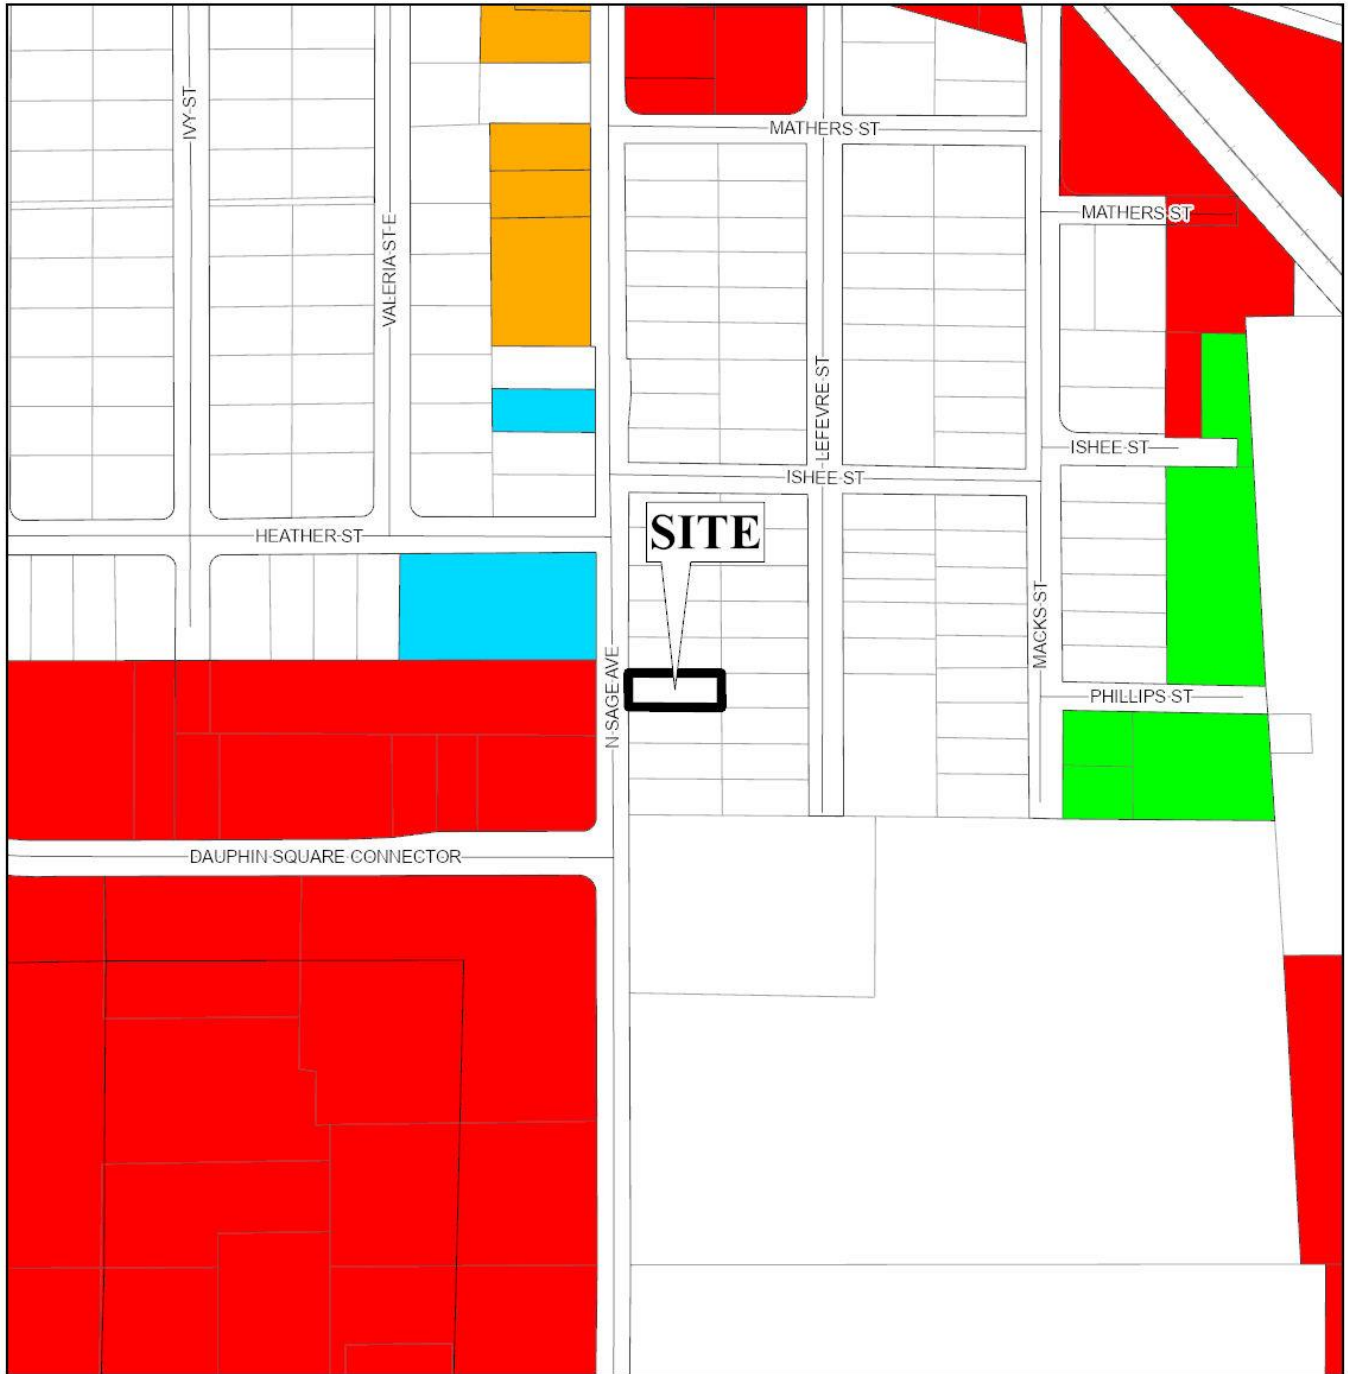 IVY ST
MATHERS ST
MATHERS ST
VALERIA ST E
LEFEVRE ST
ISHEE ST
ISHEE ST
SITE
HEATHER ST
MACKS ST
N SAGE AVE
PHILLIPS ST
DAUPHIN SQUARE CONNECTOR